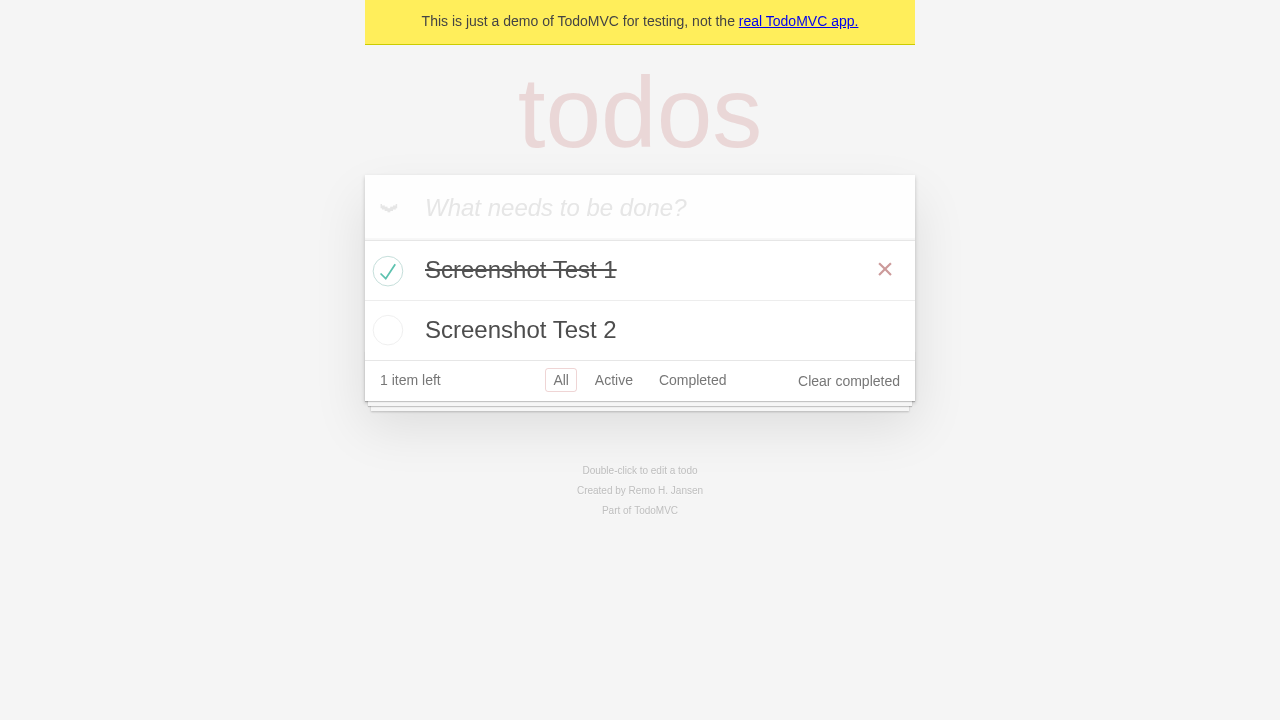 This is just a demo of TodoMVC for testing, not the real TodoMVC app.
todos
What needs to be done?
Screenshot Test 1
Screenshot Test 2
1 item left All Active Completed Clear completed
Double-click to edit a todo
Created by Remo H. Jansen
Part of TodoMVC